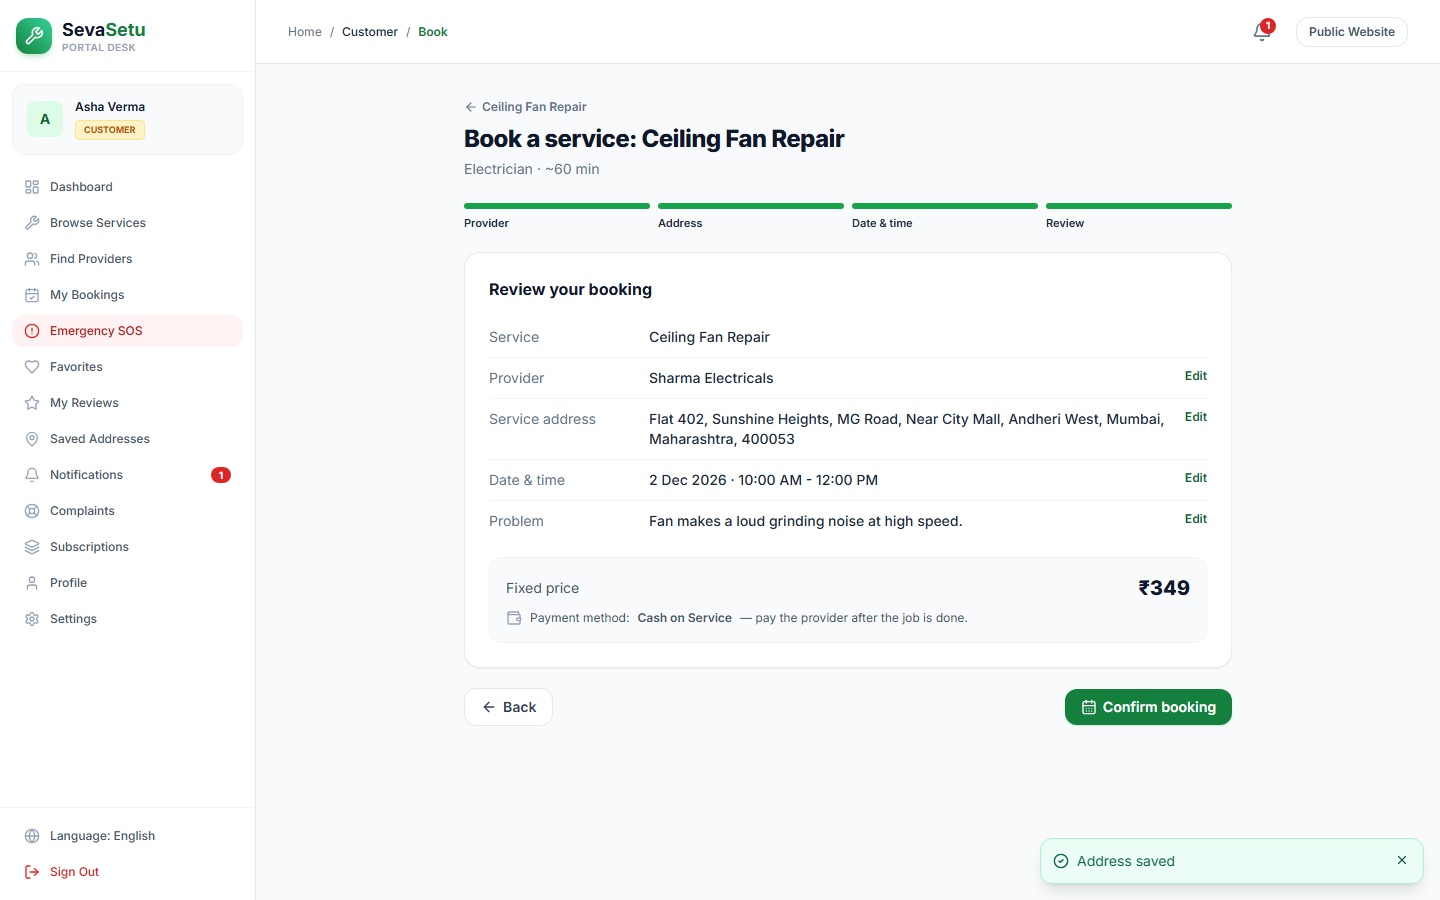 SevaSetu
PORTAL DESK
A
Asha Verma
CUSTOMER
Dashboard
Browse Services
Find Providers
My Bookings
Emergency SOS
Favorites
My Reviews
Saved Addresses
Notifications 1
Complaints
Subscriptions
Profile
Settings
Language: English
Sign Out
Home / Customer / Book
1
Public Website
Ceiling Fan Repair
Book a service: Ceiling Fan Repair
Electrician · ~60 min
Provider
Address
Date & time
Review
Review your booking
Service Ceiling Fan Repair
Provider Sharma Electricals Edit
Service address Flat 402, Sunshine Heights, MG Road, Near City Mall, Andheri West, Mumbai, Edit
Maharashtra, 400053
Date & time 2 Dec 2026 · 10:00 AM - 12:00 PM Edit
Problem Fan makes a loud grinding noise at high speed. Edit
Fixed price ₹349
Payment method: Cash on Service — pay the provider after the job is done.
Back
Confirm booking
Address saved